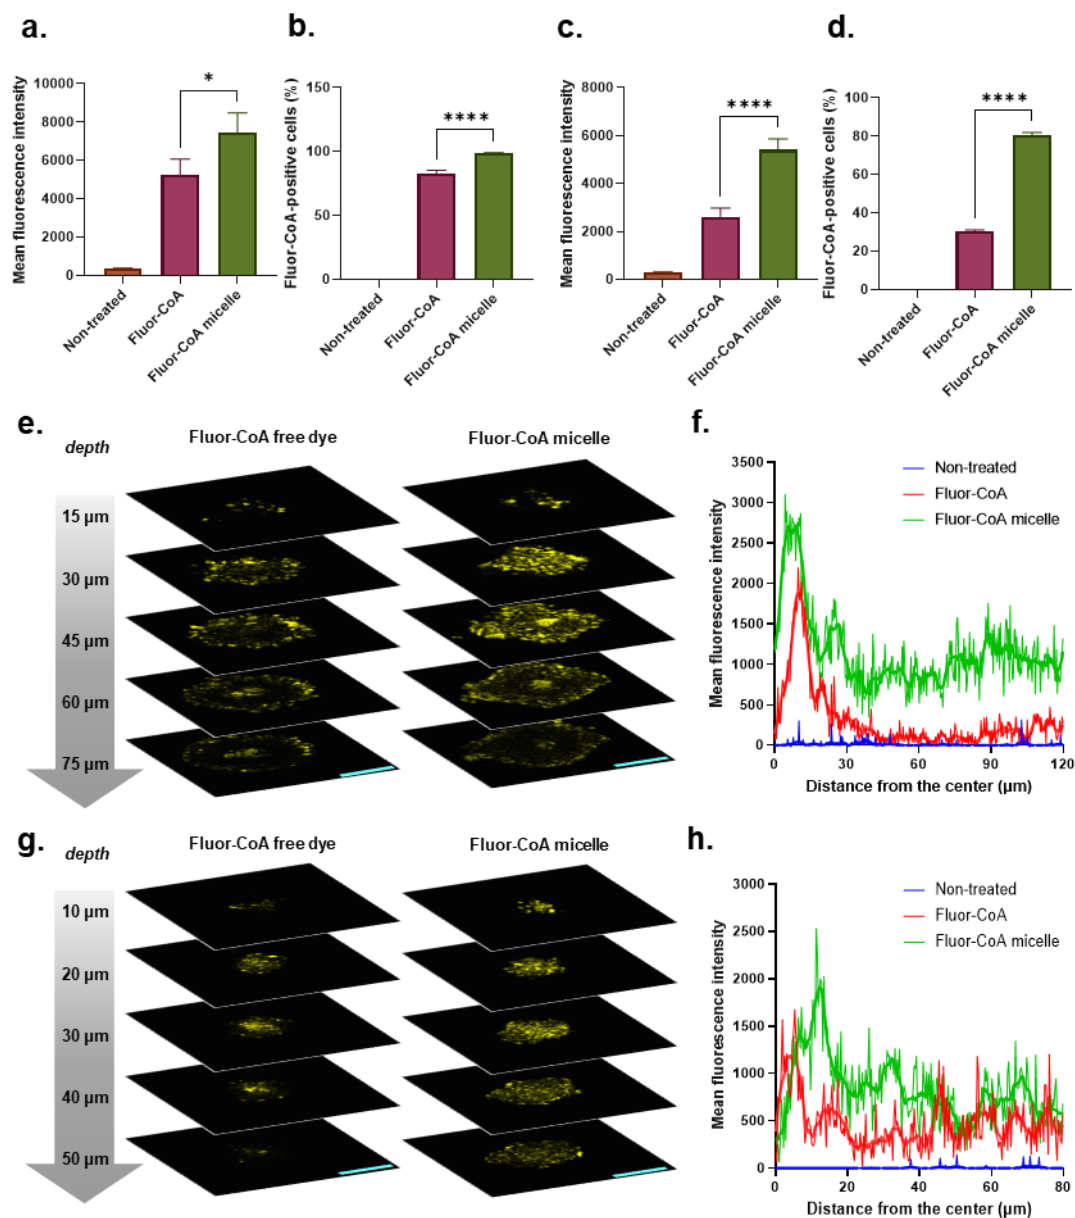 a.
b.
c.
d.
Mean fluorescence intensity
10000
8000
6000
4000
2000
0
*
Non-treated
Fluor-CoA
Fluor-CoA micelle
Fluor-CoA-positive cells (%)
150
100
50
0
****
Non-treated
Fluor-CoA
Fluor-CoA micelle
Mean fluorescence intensity
8000
6000
4000
2000
0
****
Non-treated
Fluor-CoA
Fluor-CoA micelle
Fluor-CoA-positive cells (%)
100
80
60
40
20
0
****
Non-treated
Fluor-CoA
Fluor-CoA micelle
e.
depth
Fluor-CoA free dye
Fluor-CoA micelle
15 µm
30 µm
45 µm
60 µm
75 µm
f.
Mean fluorescence intensity
3500
3000
2500
2000
1500
1000
500
0
Non-treated
Fluor-CoA
Fluor-CoA micelle
0 30 60 90 120
Distance from the center (µm)
g.
depth
Fluor-CoA free dye
Fluor-CoA micelle
10 µm
20 µm
30 µm
40 µm
50 µm
h.
Mean fluorescence intensity
3000
2500
2000
1500
1000
500
0
Non-treated
Fluor-CoA
Fluor-CoA micelle
0 20 40 60 80
Distance from the center (µm)